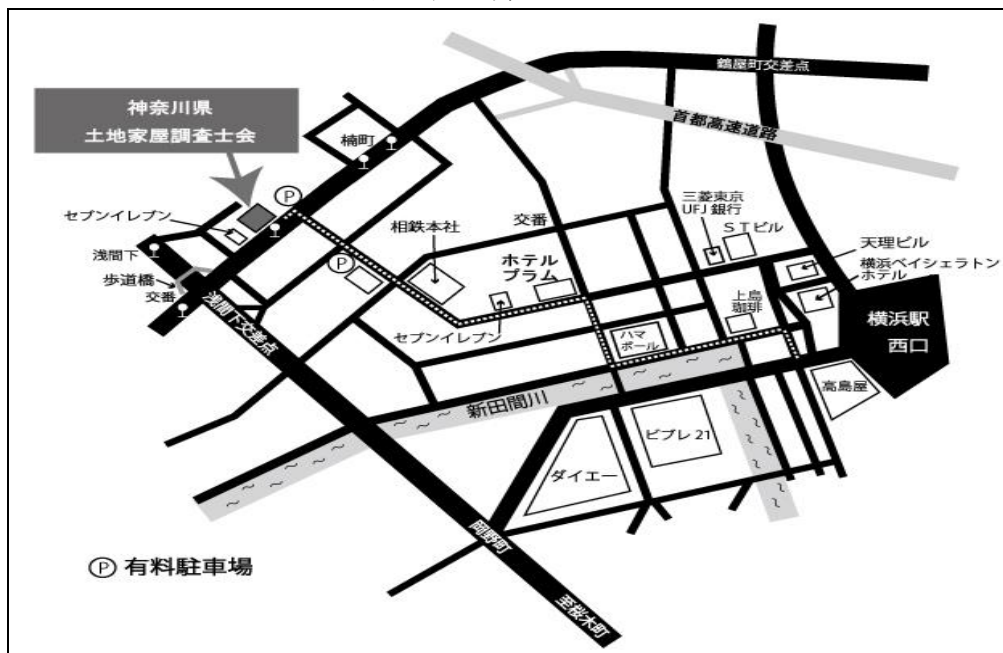 鶴屋町交差点
神奈川県
土地家屋調査士会
首都高速道路
楠町
Ⓟ
三菱東京
UFJ 銀行
セブンイレブン
相鉄本社
交番
STビル
天理ビル
浅間下
Ⓟ
ホテル
プラム
横浜ベイシェラトン
ホテル
歩道橋
交番
上島
珈琲
浅間下交差点
セブンイレブン
ハマ
ボール
横浜駅
西口
新田間川
高島屋
ビブレ 21
ダイエー
岡野町
Ⓟ 有料駐車場
至桜木町